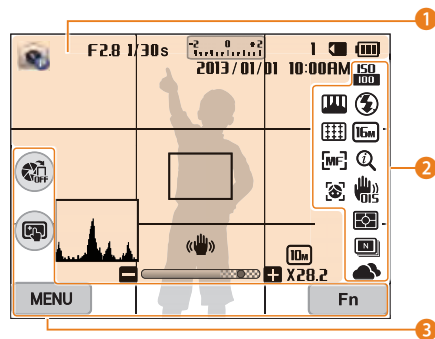 1
F2.8 1/30s -2 0 +2 1
2013/01/01 10:00AM ISO
100
16M
MF i
2
OFF OIS
N
10M
X28.2
MENU Fn
3